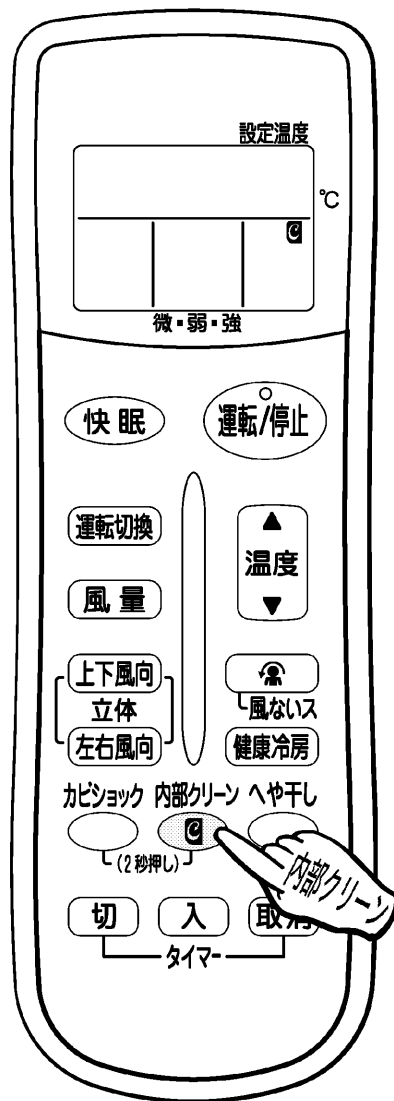 設定温度
℃
微・弱・強
快眠
運転/停止
運転切換
▲
温度
▼
風量
上下風向
立体
左右風向
風ないス
健康冷房
カビショック 内部クリーン へや干し
(2秒押し)
内部クリーン
切 入 取消
タイマー